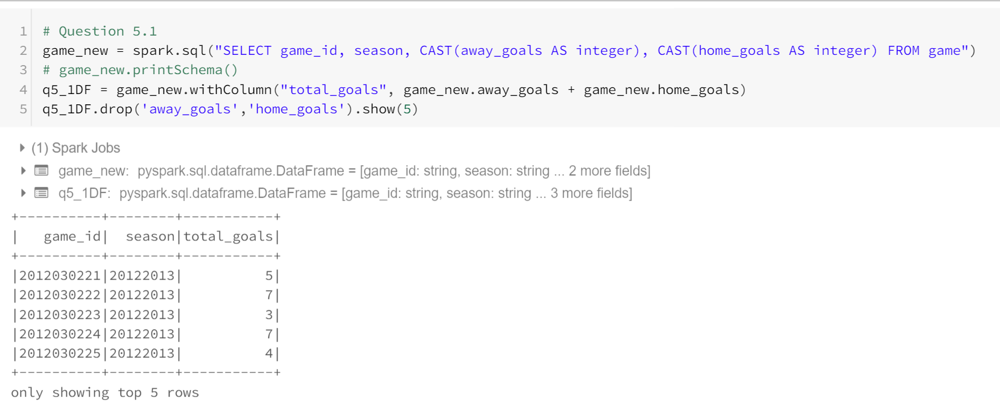 1 # Question 5.1
2 game_new = spark.sql("SELECT game_id, season, CAST(away_goals AS integer), CAST(home_goals AS integer) FROM game")
3 # game_new.printSchema()
4 q5_1DF = game_new.withColumn("total_goals", game_new.away_goals + game_new.home_goals)
5 q5_1DF.drop('away_goals','home_goals').show(5)
(1) Spark Jobs
game_new: pyspark.sql.dataframe.DataFrame = [game_id: string, season: string ... 2 more fields]
q5_1DF: pyspark.sql.dataframe.DataFrame = [game_id: string, season: string ... 3 more fields]
+----------+--------+-----------+
|   game_id|  season|total_goals|
+----------+--------+-----------+
|2012030221|20122013|          5|
|2012030222|20122013|          7|
|2012030223|20122013|          3|
|2012030224|20122013|          7|
|2012030225|20122013|          4|
+----------+--------+-----------+
only showing top 5 rows